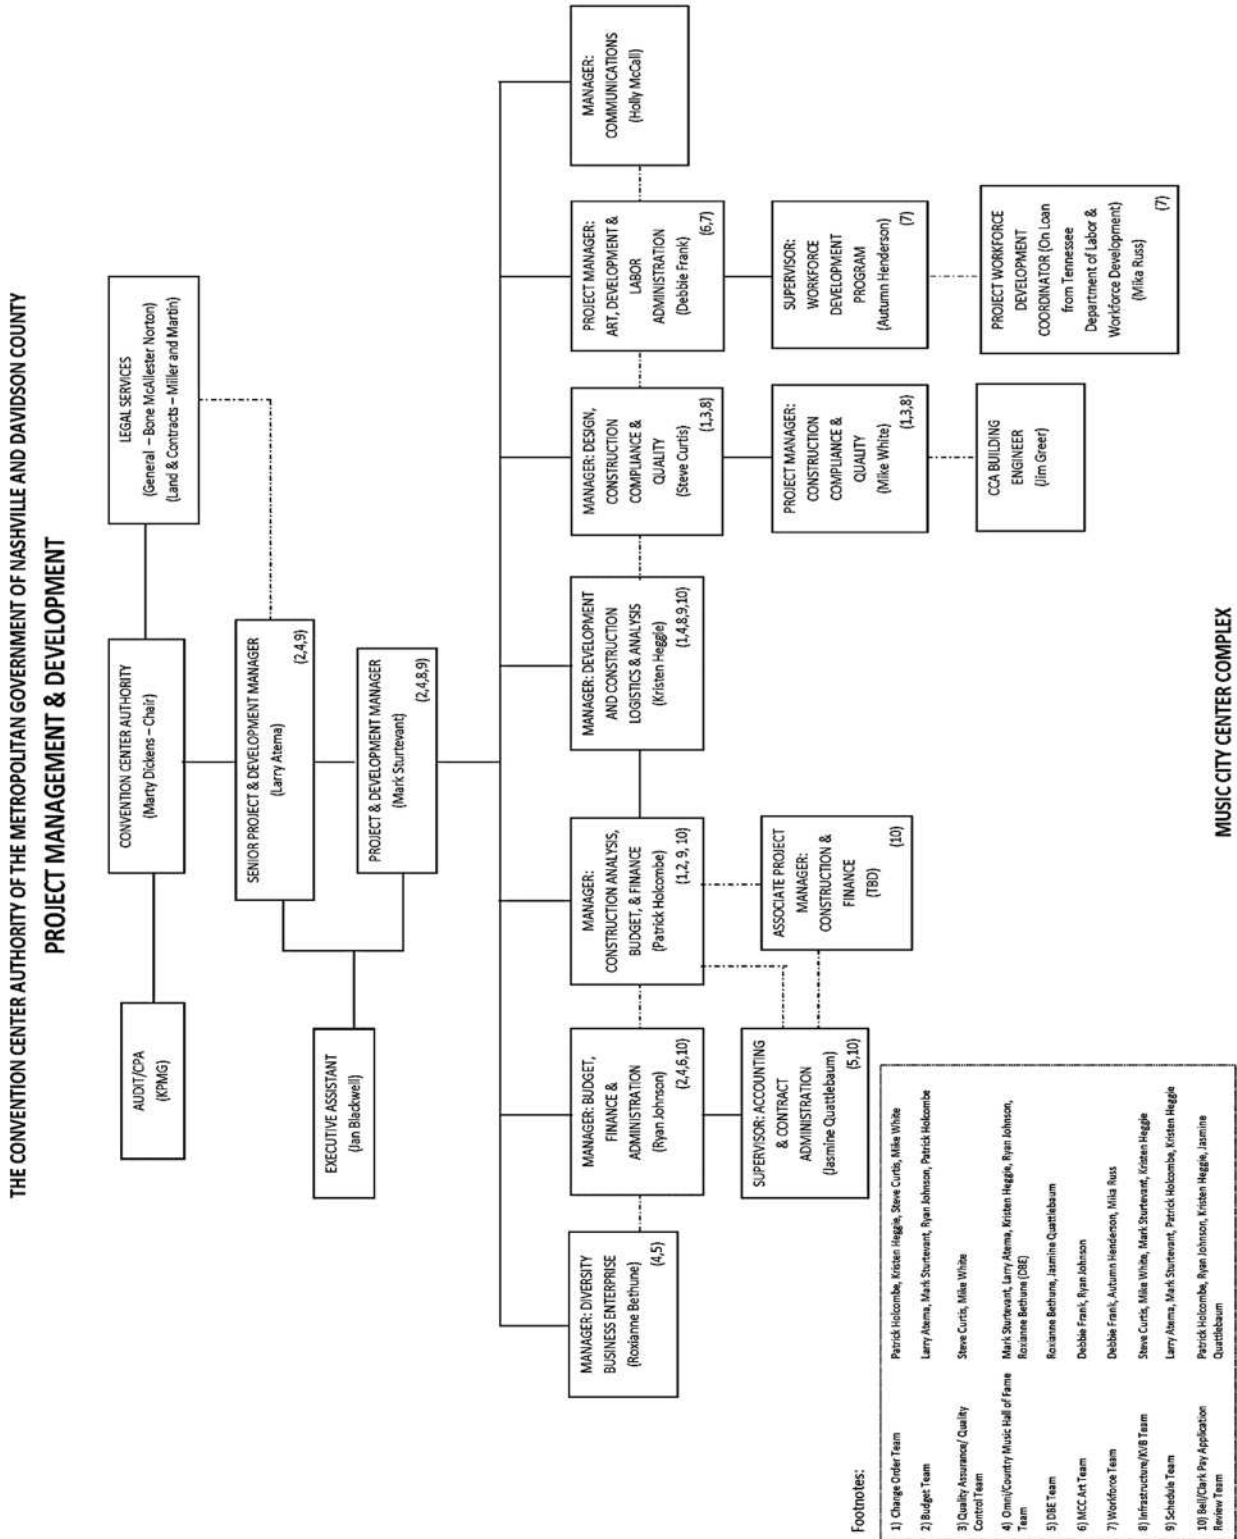 THE CONVENTION CENTER AUTHORITY OF THE METROPOLITAN GOVERNMENT OF NASHVILLE AND DAVIDSON COUNTY
PROJECT MANAGEMENT & DEVELOPMENT
AUDIT/CPA
(KPMG)
CONVENTION CENTER AUTHORITY
(Marty Dickens – Chair)
LEGAL SERVICES
(General – Bone McAllester Norton)
(Land & Contracts – Miller and Martin)
SENIOR PROJECT & DEVELOPMENT MANAGER
(Larry Atema)
(2,4,9)
EXECUTIVE ASSISTANT
(Jan Blackwell)
PROJECT & DEVELOPMENT MANAGER
(Mark Sturtevant)
(2,4,8,9)
MANAGER: DIVERSITY
BUSINESS ENTERPRISE
(Roxianne Bethune)
(4,5)
MANAGER: BUDGET,
FINANCE &
ADMINISTRATION
(Ryan Johnson)
(2,4,6,10)
MANAGER:
CONSTRUCTION ANALYSIS,
BUDGET, & FINANCE
(Patrick Holcombe)
(1,2, 9, 10)
MANAGER: DEVELOPMENT
AND CONSTRUCTION
LOGISTICS & ANALYSIS
(Kristen Heggie)
(1,4,8,9,10)
MANAGER: DESIGN,
CONSTRUCTION
COMPLIANCE &
QUALITY
(Steve Curtis)
(1,3,8)
PROJECT MANAGER:
ART, DEVELOPMENT &
LABOR
ADMINISTRATION
(Debbie Frank)
(6,7)
MANAGER:
COMMUNICATIONS
(Holly McCall)
SUPERVISOR: ACCOUNTING
& CONTRACT
ADMINISTRATION
(Jasmine Quattlebaum)
(5,10)
ASSOCIATE PROJECT
MANAGER:
CONSTRUCTION &
FINANCE
(TBD)
(10)
PROJECT MANAGER:
CONSTRUCTION
COMPLIANCE &
QUALITY
(Mike White)
(1,3,8)
SUPERVISOR:
WORKFORCE
DEVELOPMENT
PROGRAM
(Autumn Henderson)
(7)
CCA BUILDING
ENGINEER
(Jim Greer)
PROJECT WORKFORCE
DEVELOPMENT
COORDINATOR (On Loan
from Tennessee
Department of Labor &
Workforce Development)
(Mika Russ)
(7)
Footnotes:
1) Change Order Team Patrick Holcombe, Kristen Heggie, Steve Curtis, Mike White
2) Budget Team Larry Atema, Mark Sturtevant, Ryan Johnson, Patrick Holcombe
3) Quality Assurance/ Quality Steve Curtis, Mike White
Control Team
4) Omni/Country Music Hall of Fame Mark Sturtevant, Larry Atema, Kristen Heggie, Ryan Johnson,
Team Roxianne Bethune (DBE)
5) DBE Team Roxianne Bethune, Jasmine Quattlebaum
6) MCC Art Team Debbie Frank, Ryan Johnson
7) Workforce Team Debbie Frank, Autumn Henderson, Mika Russ
8) Infrastructure/KVB Team Steve Curtis, Mike White, Mark Sturtevant, Kristen Heggie
9) Schedule Team Larry Atema, Mark Sturtevant, Patrick Holcombe, Kristen Heggie
10) Bell/Clark Pay Application Patrick Holcombe, Ryan Johnson, Kristen Heggie, Jasmine
Review Team Quattlebaum
MUSIC CITY CENTER COMPLEX